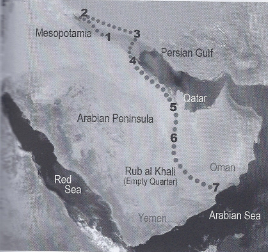 2
Mesopotamia
1
3
4
Persian Gulf
5
Qatar
Arabian Peninsula
6
Rub al Khali
(Empty Quarter)
Oman
7
Red
Sea
Arabian Sea
Yemen